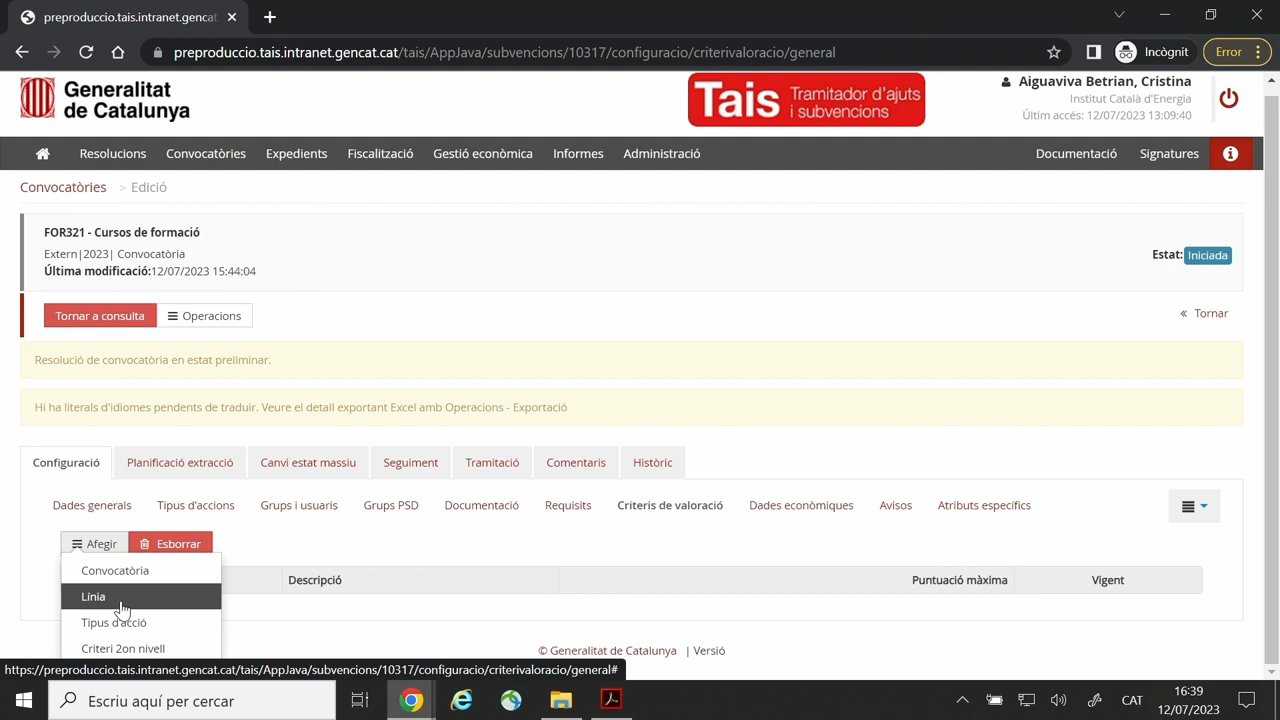 preproduccio.tais.intranet.gencat
preproduccio.tais.intranet.gencat.cat/tais/AppJava/subvencions/10317/configuracio/criterivaloracio/general
Incògnit
Error
Generalitat
de Catalunya
Tais Tramitador d'ajuts
i subvencions
Aiguaviva Betrian, Cristina
Institut Català d'Energia
Últim accés: 12/07/2023 13:09:40
Resolucions Convocatòries Expedients Fiscalització Gestió econòmica Informes Administració Documentació Signatures
Convocatòries > Edició
FOR321 - Cursos de formació
Extern|2023| Convocatòria
Última modificació:12/07/2023 15:44:04
Estat: Iniciada
Tornar a consulta Operacions « Tornar
Resolució de convocatòria en estat preliminar.
Hi ha literals d'idiomes pendents de traduir. Veure el detall exportant Excel amb Operacions - Exportació
Configuració Planificació extracció Canvi estat massiu Seguiment Tramitació Comentaris Històric
Dades generals Tipus d'accions Grups i usuaris Grups PSD Documentació Requisits Criteris de valoració Dades econòmiques Avisos Atributs específics
Afegir Esborrar
Convocatòria
Descripció Puntuació màxima Vigent
Línia
Tipus d'acció
Criteri 2on nivell
© Generalitat de Catalunya | Versió
https://preproduccio.tais.intranet.gencat.cat/tais/AppJava/subvencions/10317/configuracio/criterivaloracio/general#
Escriu aquí per cercar
CAT
16:39
12/07/2023